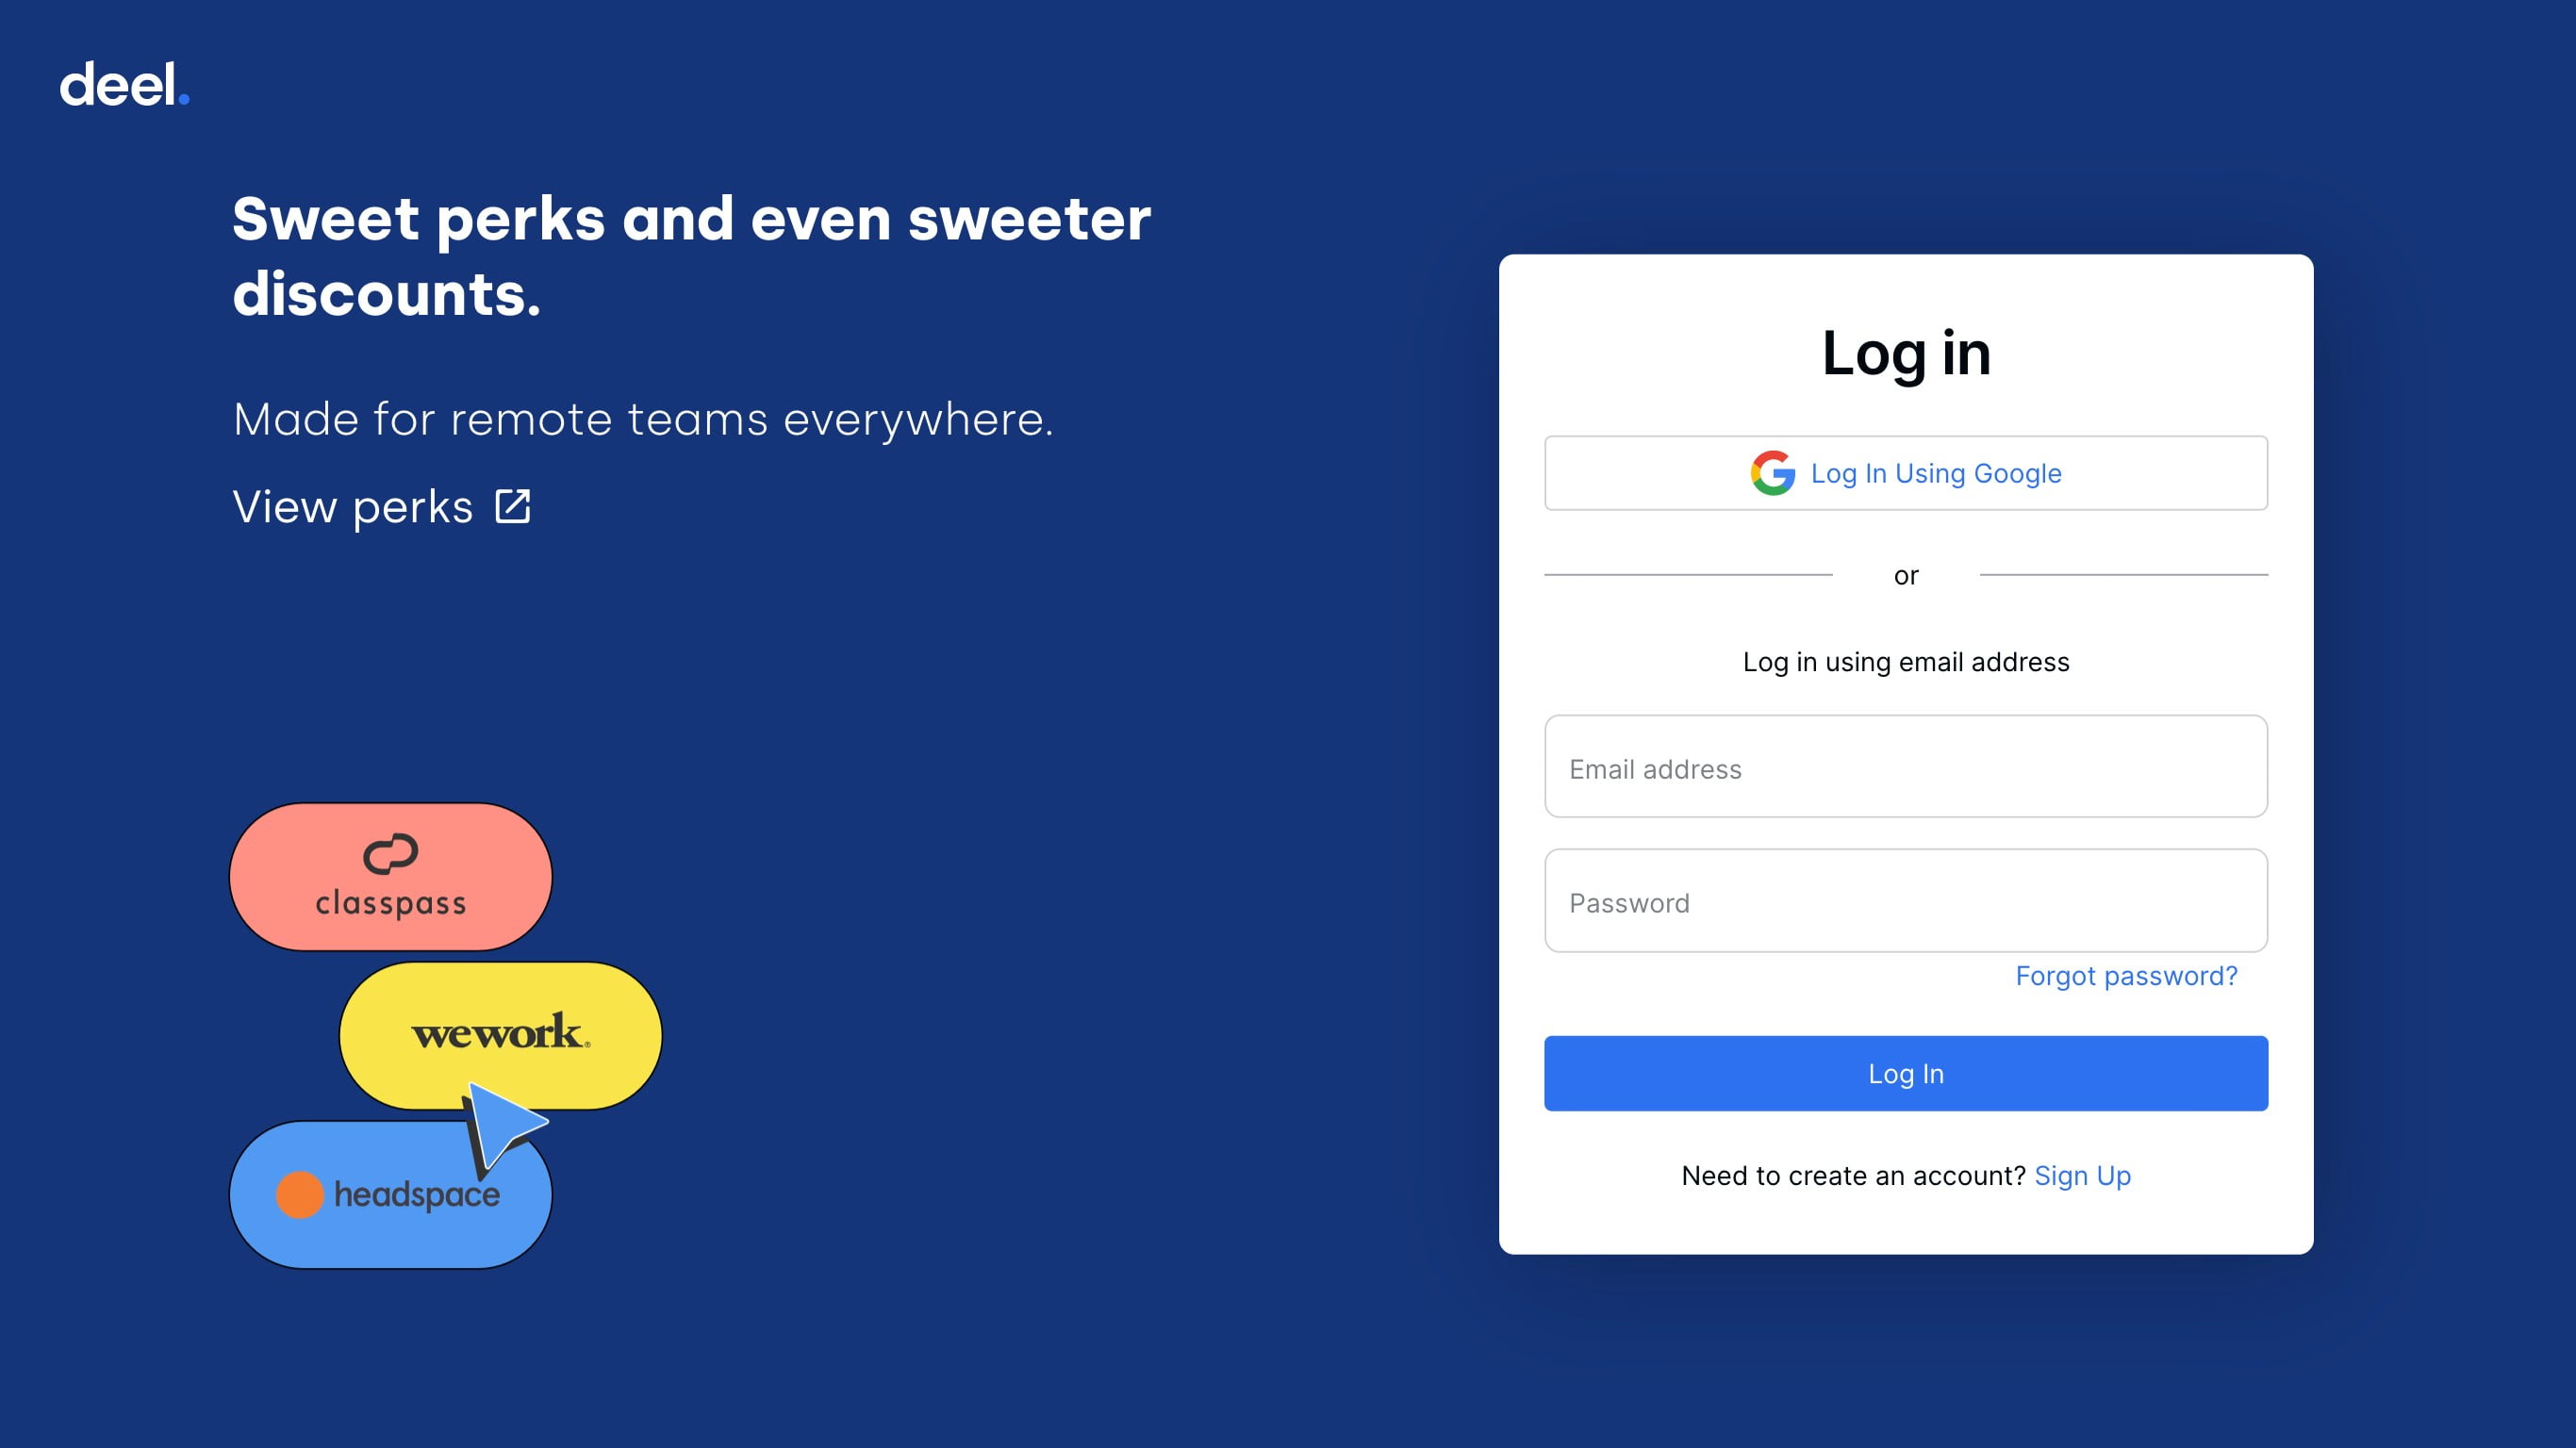 deel.
Sweet perks and even sweeter
discounts.
Made for remote teams everywhere.
View perks
classpass
wework®
headspace
Log in
Log In Using Google
or
Log in using email address
Email address
Password
Forgot password?
Log In
Need to create an account? Sign Up